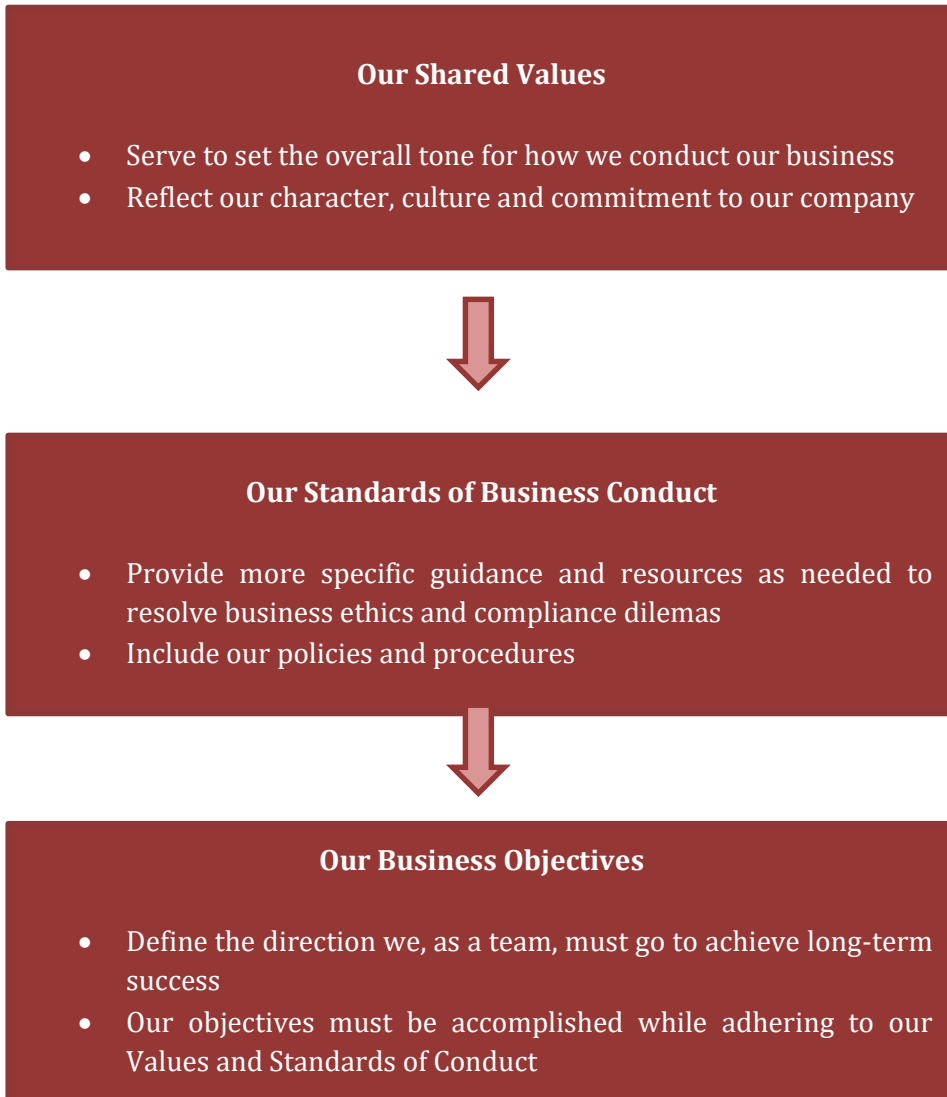 Our Shared Values
• Serve to set the overall tone for how we conduct our business
• Reflect our character, culture and commitment to our company
Our Standards of Business Conduct
• Provide more specific guidance and resources as needed to
resolve business ethics and compliance dilemas
• Include our policies and procedures
Our Business Objectives
• Define the direction we, as a team, must go to achieve long-term
success
• Our objectives must be accomplished while adhering to our
Values and Standards of Conduct